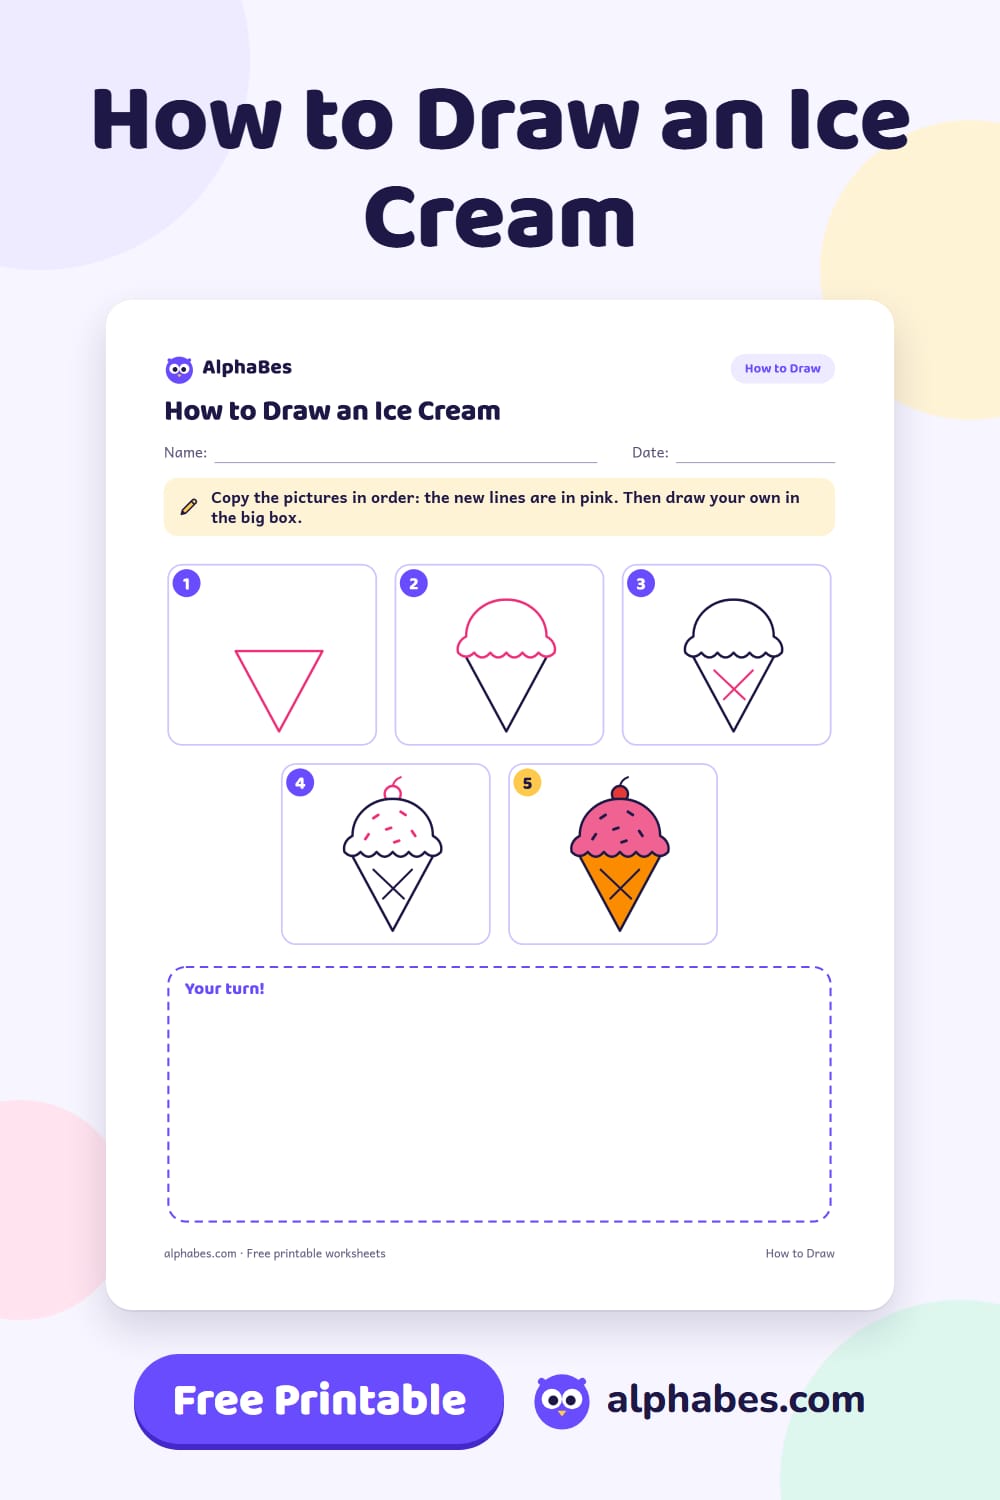 How to Draw an Ice
Cream
AlphaBes
How to Draw
How to Draw an Ice Cream
Name:
Date:
Copy the pictures in order: the new lines are in pink. Then draw your own in
the big box.
1
2
3
4
5
Your turn!
alphabes.com · Free printable worksheets
How to Draw
Free Printable
alphabes.com